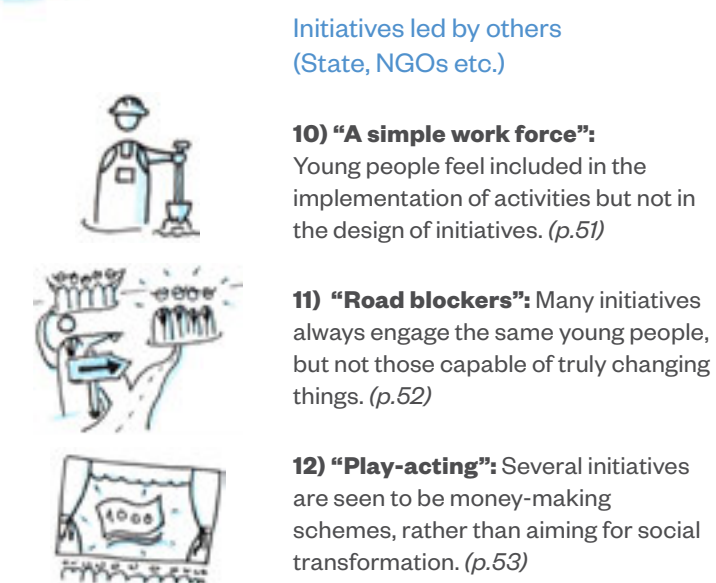 Initiatives led by others
(State, NGOs etc.)
10) “A simple work force”:
Young people feel included in the
implementation of activities but not in
the design of initiatives. (p.51)
11) “Road blockers”: Many initiatives
always engage the same young people,
but not those capable of truly changing
things. (p.52)
12) “Play-acting”: Several initiatives
are seen to be money-making
schemes, rather than aiming for social
transformation. (p.53)
1000